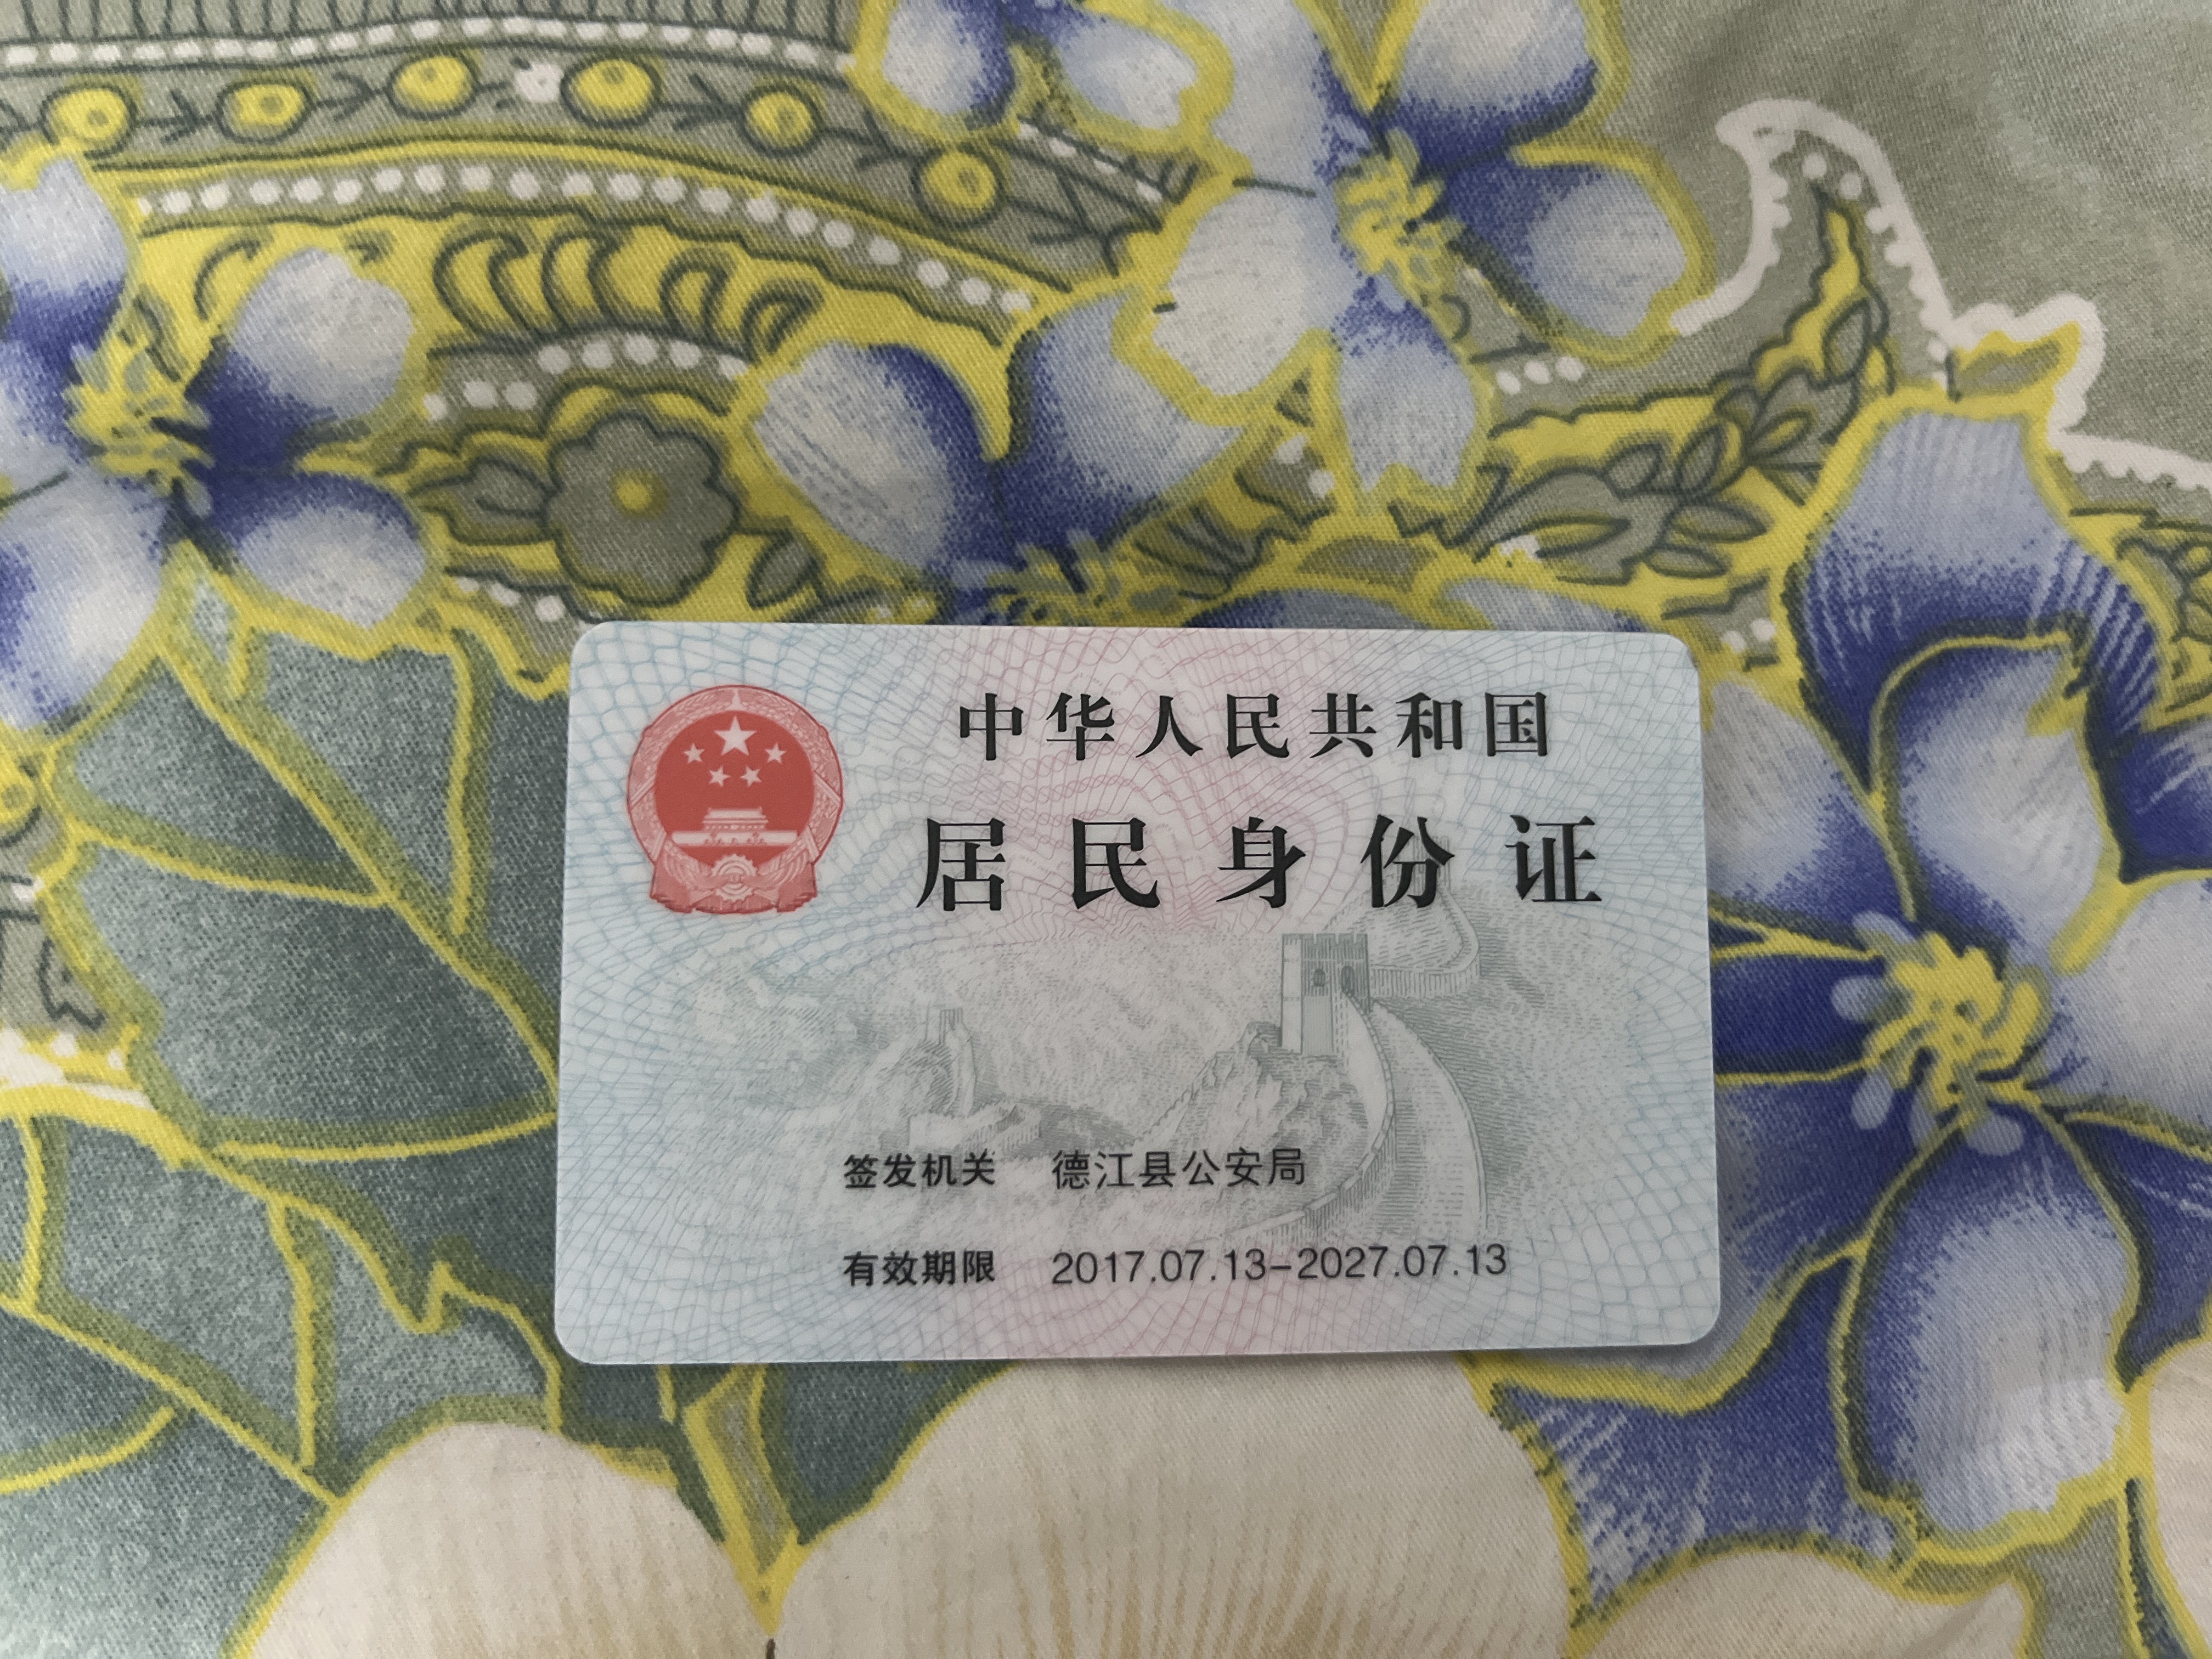 中华人民共和国
居民身份证
签发机关 德江县公安局
有效期限 2017.07.13-2027.07.13